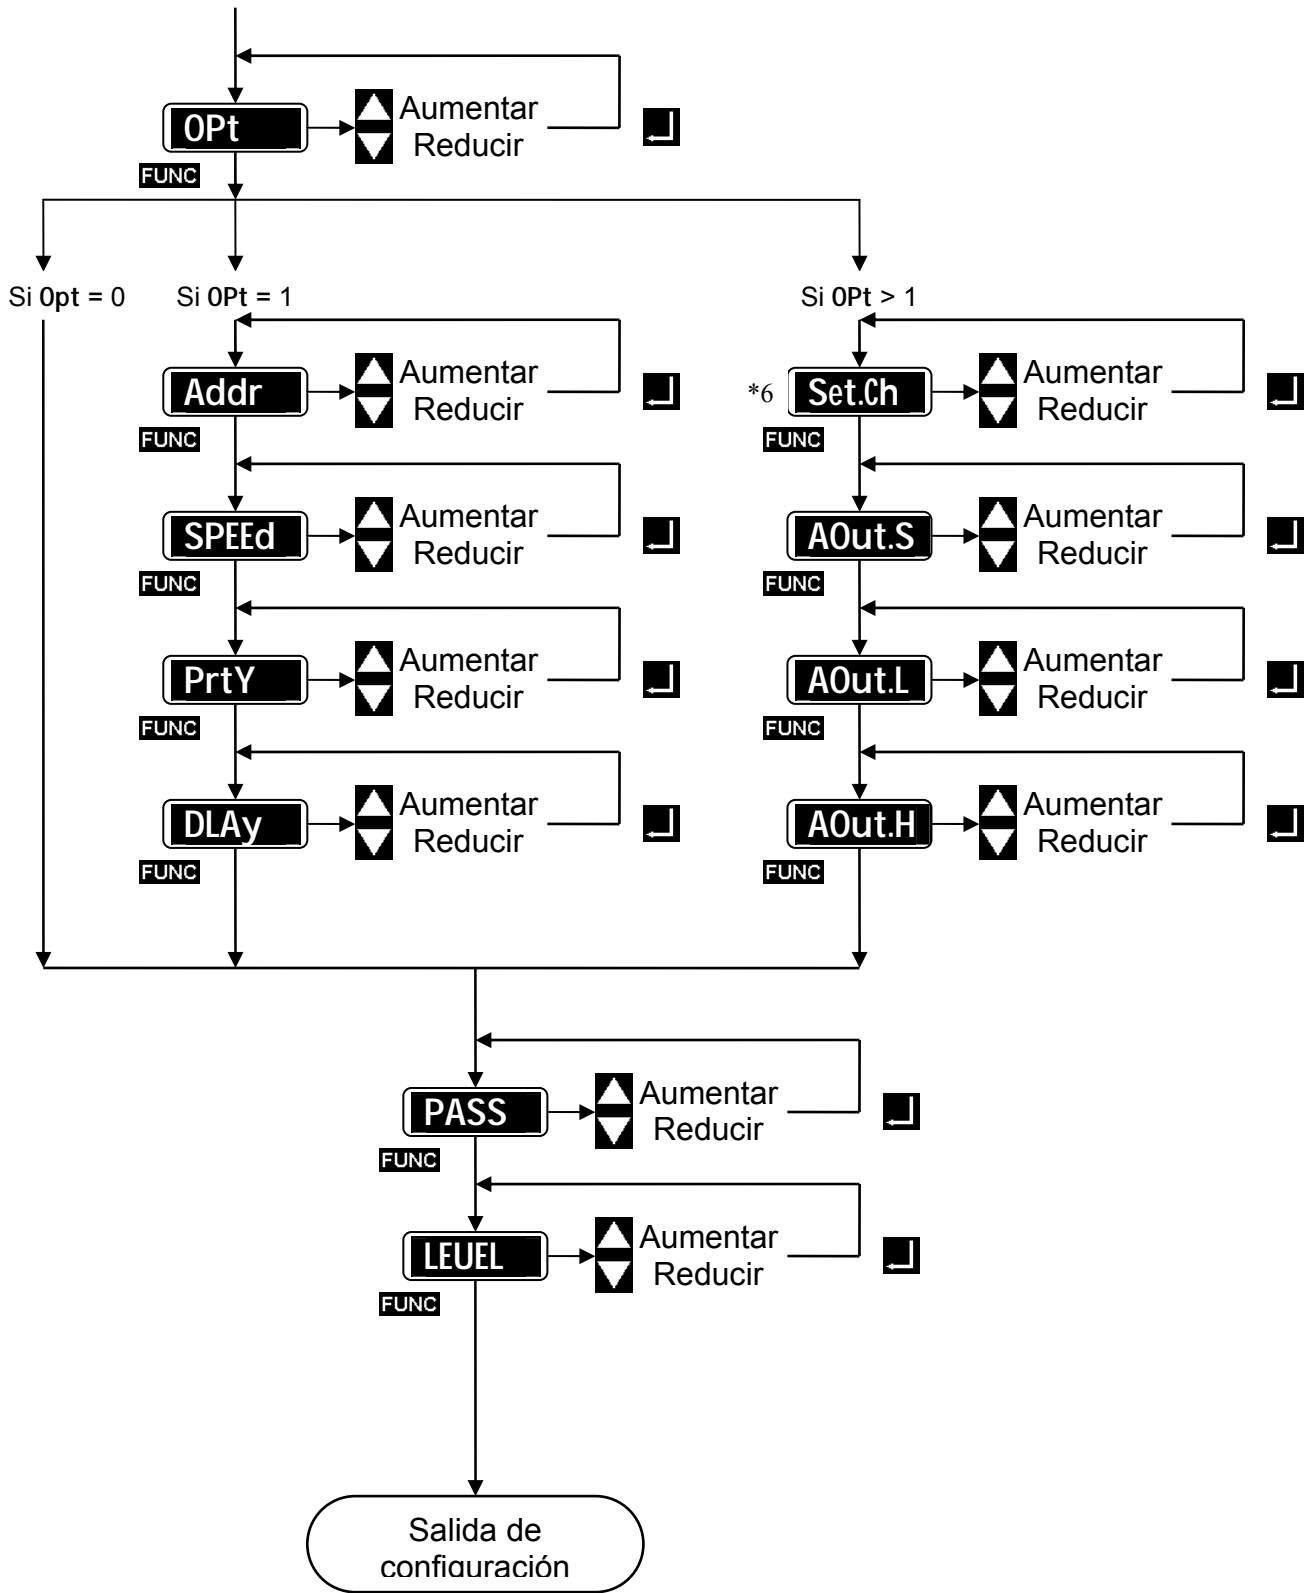 OPt
Aumentar
Reducir
FUNC
Si Opt = 0
Si OPt = 1
Si OPt > 1
Addr
Aumentar
Reducir
FUNC
*6 Set.Ch
Aumentar
Reducir
FUNC
SPEEd
Aumentar
Reducir
FUNC
AOut.S
Aumentar
Reducir
FUNC
PrtY
Aumentar
Reducir
FUNC
AOut.L
Aumentar
Reducir
FUNC
DLAy
Aumentar
Reducir
FUNC
AOut.H
Aumentar
Reducir
FUNC
PASS
Aumentar
Reducir
FUNC
LEUEL
Aumentar
Reducir
FUNC
Salida de
configuración